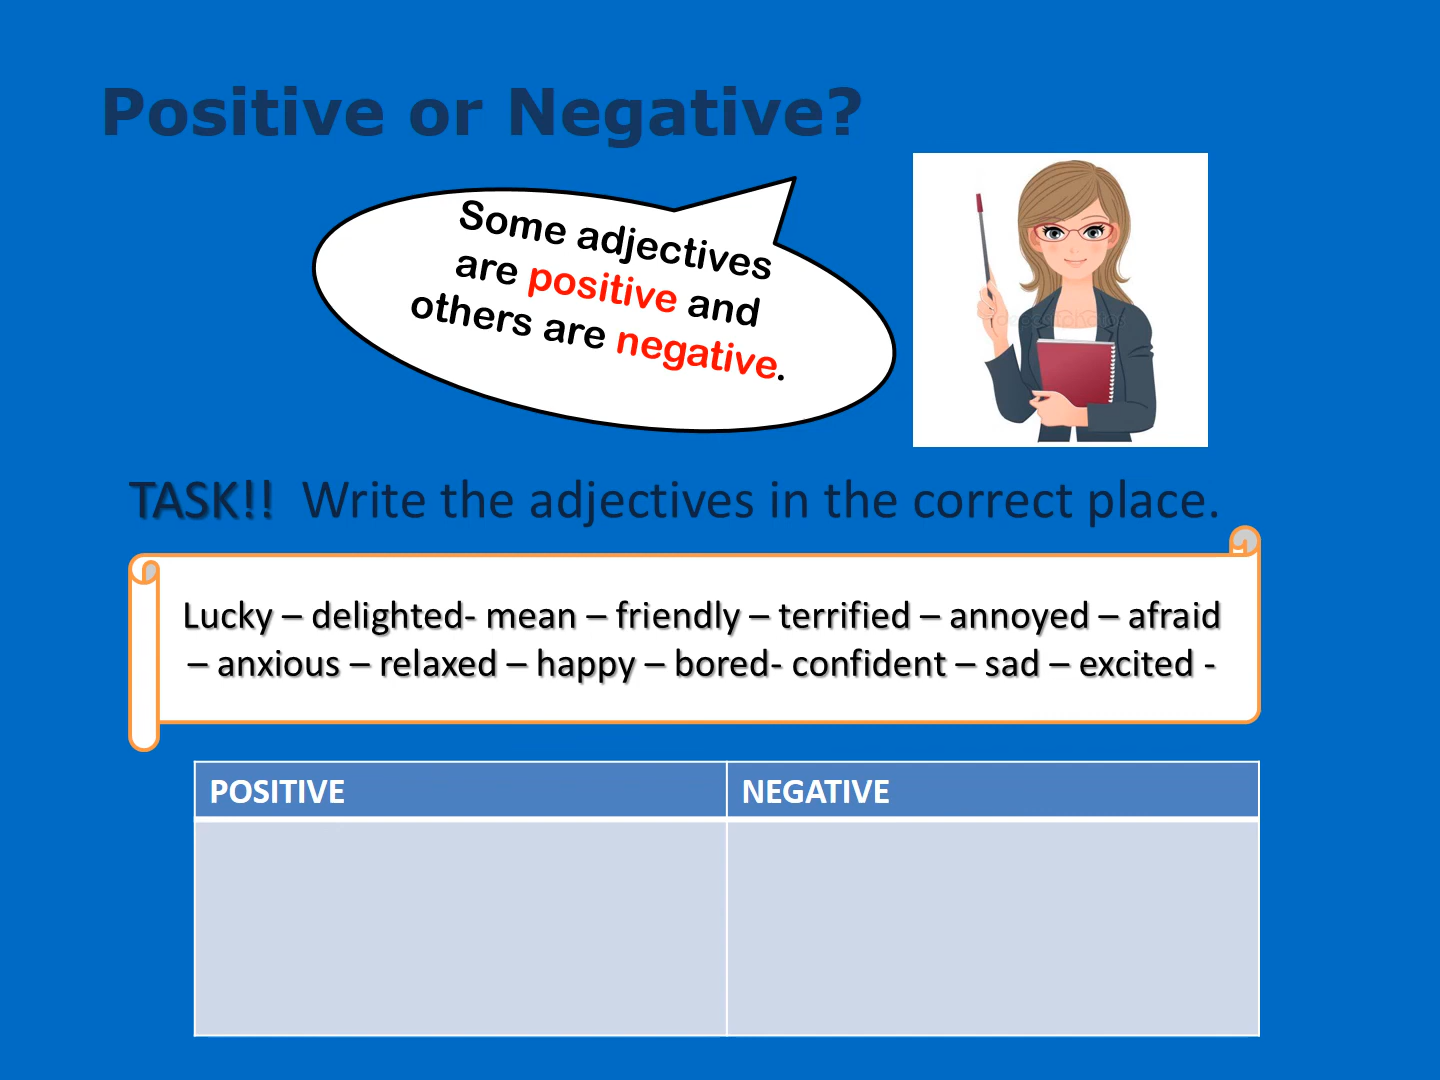 Positive or Negative?
Some adjectives
are positive and
others are negative.
TASK!! Write the adjectives in the correct place.
Lucky – delighted- mean – friendly – terrified – annoyed – afraid
– anxious – relaxed – happy – bored- confident – sad – excited -
POSITIVE
NEGATIVE